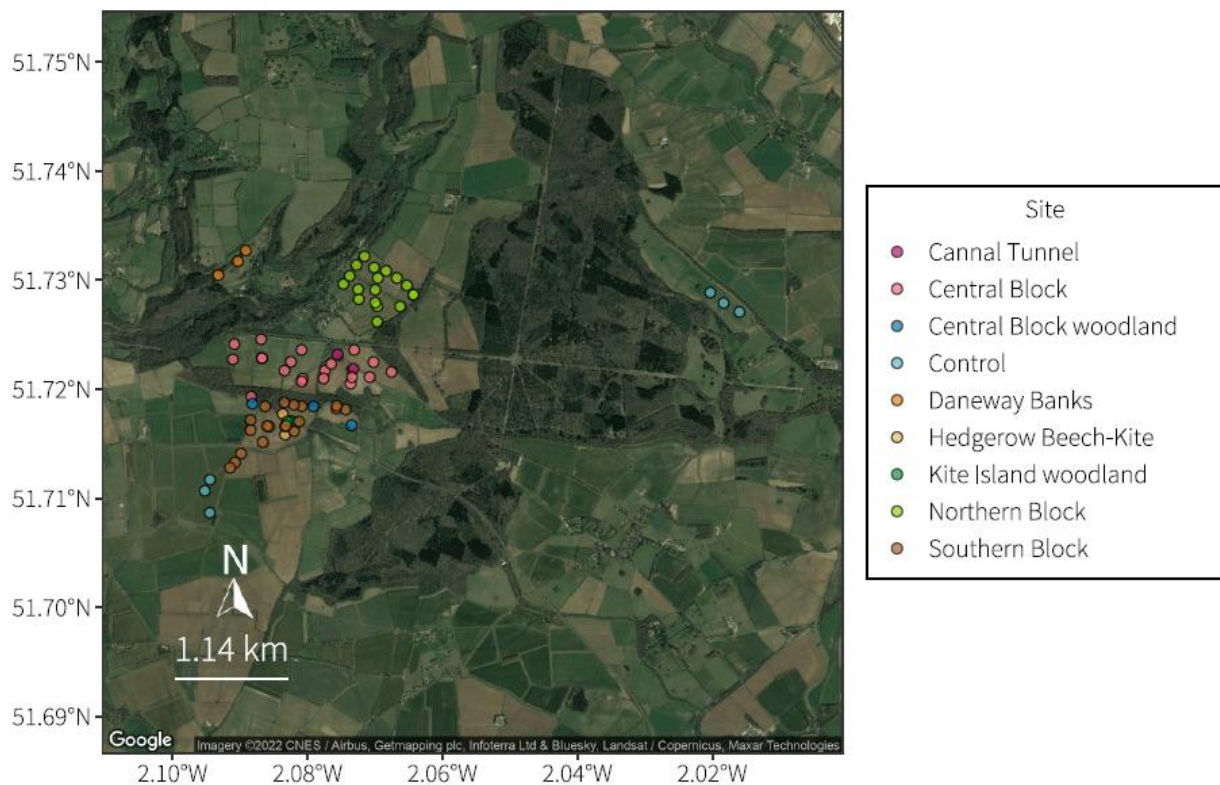 51.75°N
51.74°N
51.73°N
51.72°N
51.71°N
51.70°N
51.69°N
N
1.14 km
Google
Imagery ©2022 CNES / Airbus, Getmapping plc, Infoterra Ltd & Bluesky, Landsat / Copernicus, Maxar Technologies
2.10°W
2.08°W
2.06°W
2.04°W
2.02°W
Site
Cannal Tunnel
Central Block
Central Block woodland
Control
Daneway Banks
Hedgerow Beech-Kite
Kite Island woodland
Northern Block
Southern Block